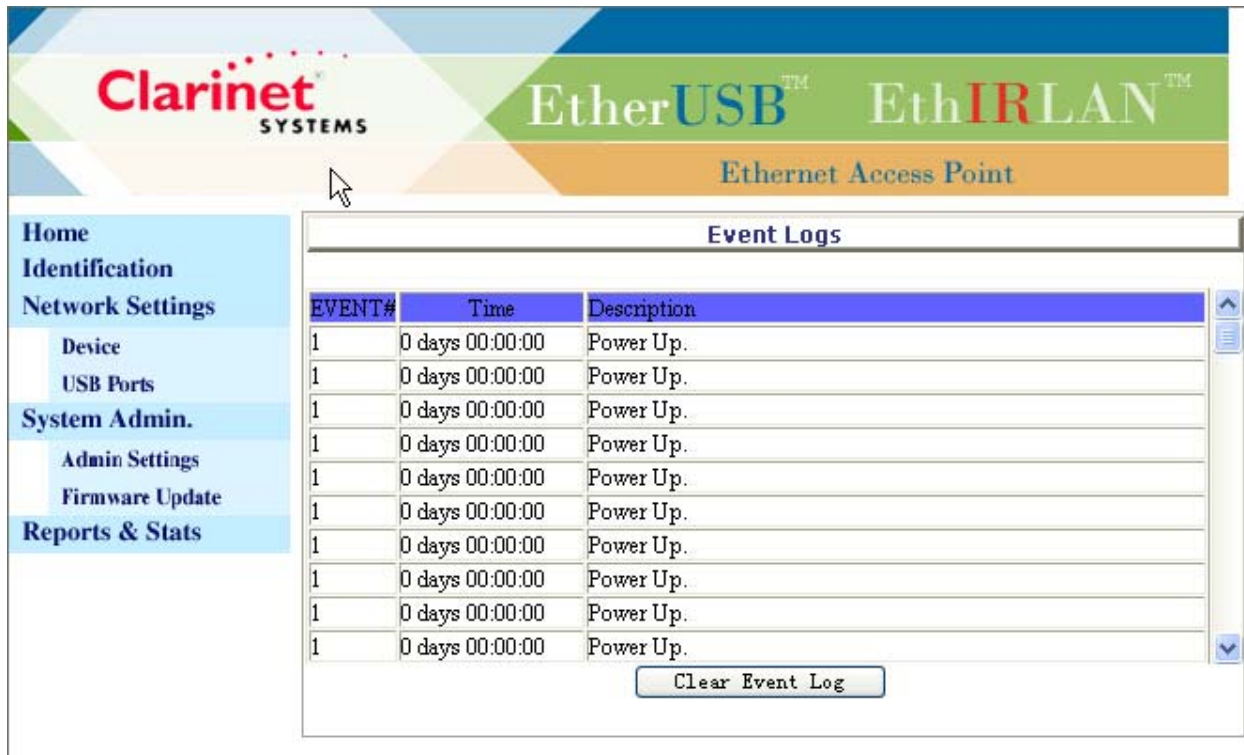 Clarinet
SYSTEMS
EtherUSB™ EthIRLAN™
Ethernet Access Point
Home
Identification
Network Settings
Device
USB Ports
System Admin.
Admin Settings
Firmware Update
Reports & Stats
Event Logs
EVENT# Time Description
1 0 days 00:00:00 Power Up.
1 0 days 00:00:00 Power Up.
1 0 days 00:00:00 Power Up.
1 0 days 00:00:00 Power Up.
1 0 days 00:00:00 Power Up.
1 0 days 00:00:00 Power Up.
1 0 days 00:00:00 Power Up.
1 0 days 00:00:00 Power Up.
1 0 days 00:00:00 Power Up.
1 0 days 00:00:00 Power Up.
Clear Event Log